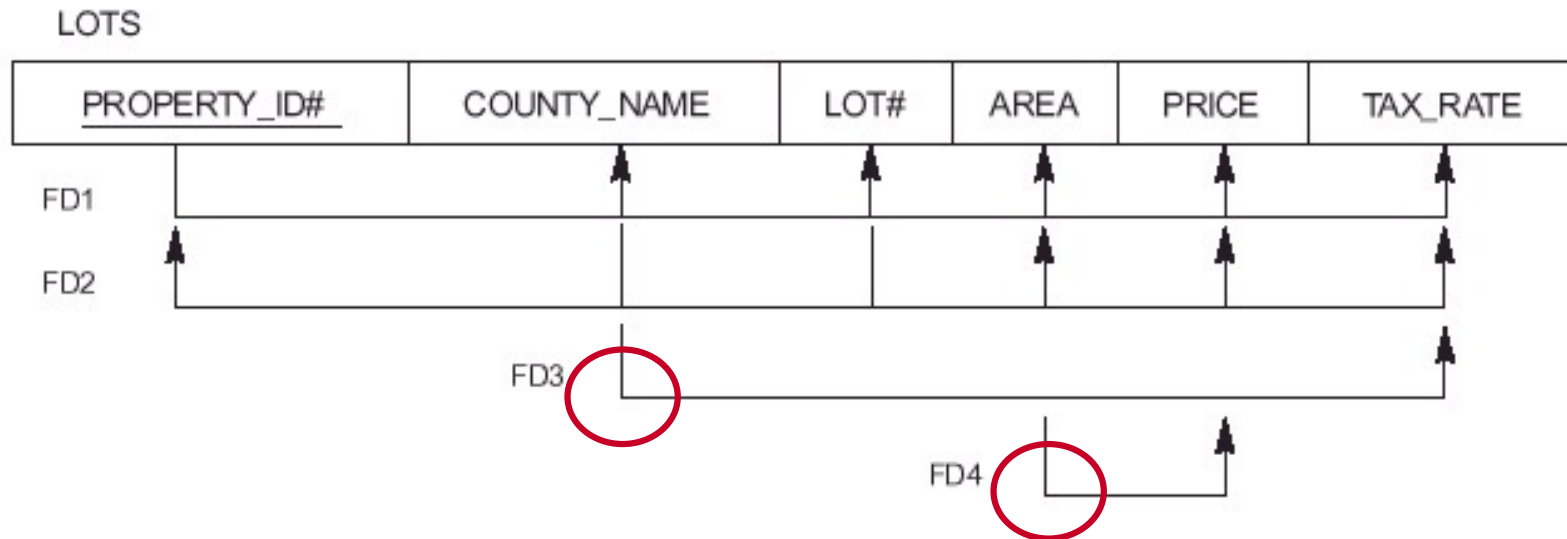 LOTS
PROPERTY_ID# COUNTY_NAME LOT# AREA PRICE TAX_RATE
FD1
FD2
FD3
FD4